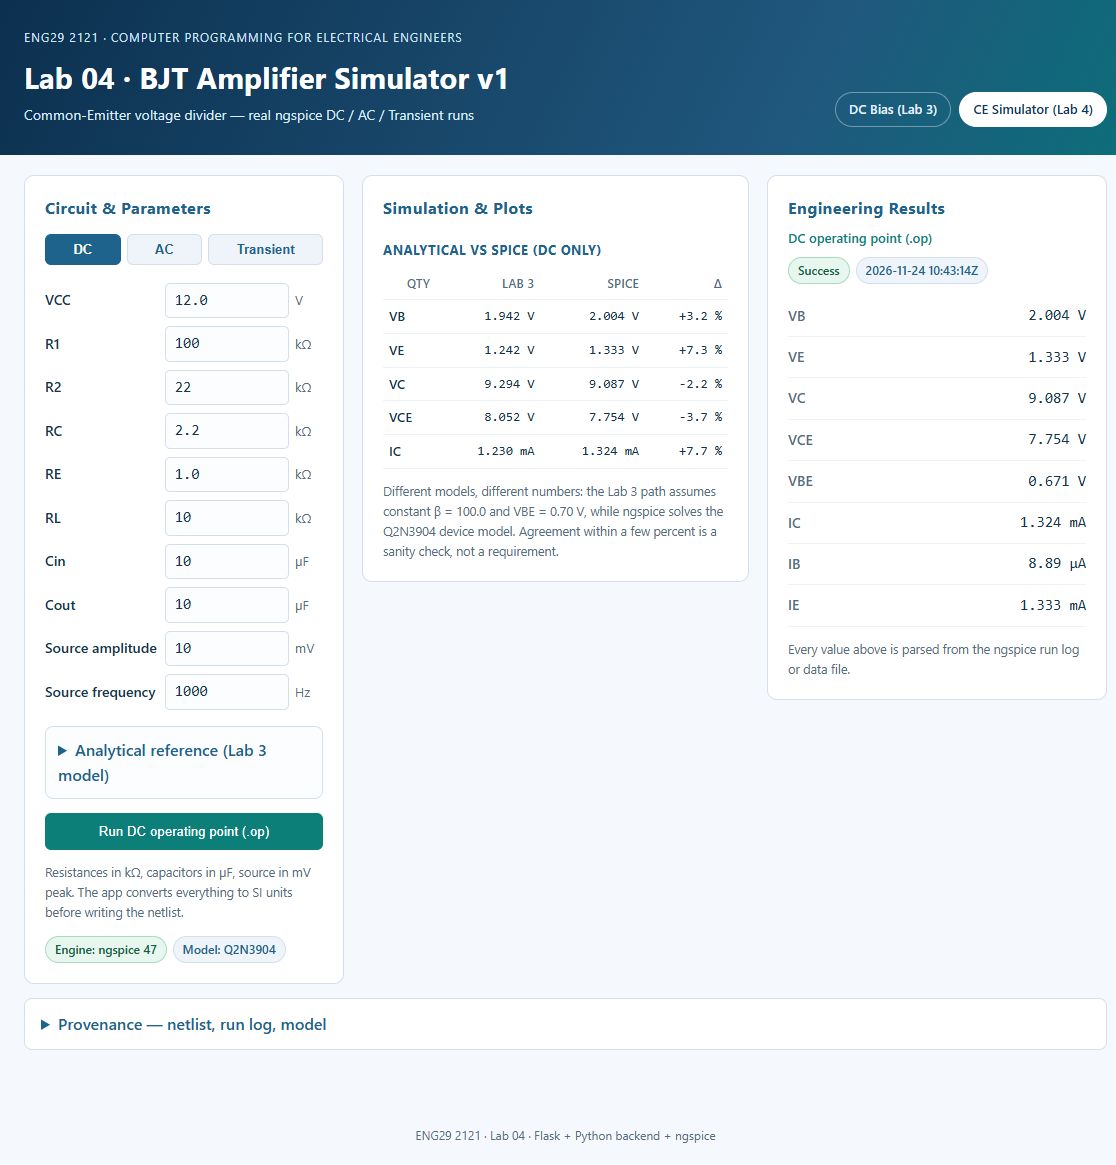 ENG29 2121 · COMPUTER PROGRAMMING FOR ELECTRICAL ENGINEERS
Lab 04 · BJT Amplifier Simulator v1
Common-Emitter voltage divider — real ngspice DC / AC / Transient runs
DC Bias (Lab 3)
CE Simulator (Lab 4)
Circuit & Parameters
DC AC Transient
VCC 12.0 V
R1 100 kΩ
R2 22 kΩ
RC 2.2 kΩ
RE 1.0 kΩ
RL 10 kΩ
Cin 10 µF
Cout 10 µF
Source amplitude 10 mV
Source frequency 1000 Hz
▶ Analytical reference (Lab 3
model)
Run DC operating point (.op)
Resistances in kΩ, capacitors in µF, source in mV
peak. The app converts everything to SI units
before writing the netlist.
Engine: ngspice 47 Model: Q2N3904
Simulation & Plots
ANALYTICAL VS SPICE (DC ONLY)
QTY LAB 3 SPICE Δ
VB 1.942 V 2.004 V +3.2 %
VE 1.242 V 1.333 V +7.3 %
VC 9.294 V 9.087 V -2.2 %
VCE 8.052 V 7.754 V -3.7 %
IC 1.230 mA 1.324 mA +7.7 %
Different models, different numbers: the Lab 3 path assumes
constant β = 100.0 and VBE = 0.70 V, while ngspice solves the
Q2N3904 device model. Agreement within a few percent is a
sanity check, not a requirement.
Engineering Results
DC operating point (.op)
Success 2026-11-24 10:43:14Z
VB 2.004 V
VE 1.333 V
VC 9.087 V
VCE 7.754 V
VBE 0.671 V
IC 1.324 mA
IB 8.89 µA
IE 1.333 mA
Every value above is parsed from the ngspice run log
or data file.
▶ Provenance — netlist, run log, model
ENG29 2121 · Lab 04 · Flask + Python backend + ngspice